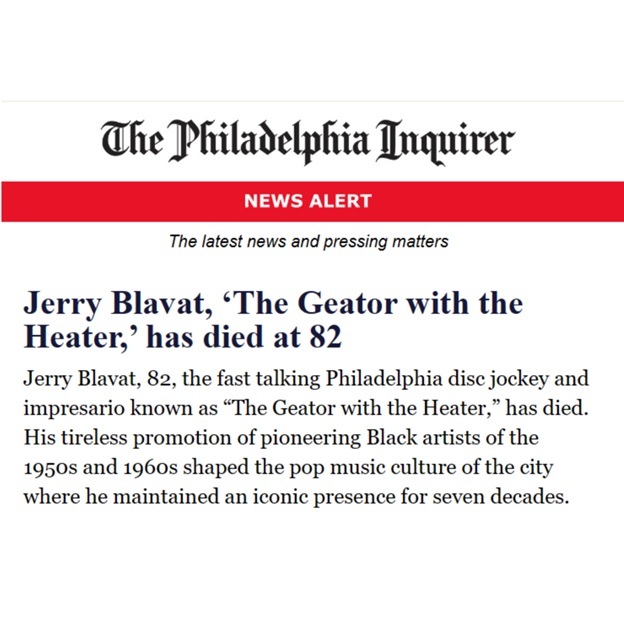 The Philadelphia Inquirer
NEWS ALERT
The latest news and pressing matters
Jerry Blavat, ‘The Geator with the
Heater,’ has died at 82
Jerry Blavat, 82, the fast talking Philadelphia disc jockey and
impresario known as “The Geator with the Heater,” has died.
His tireless promotion of pioneering Black artists of the
1950s and 1960s shaped the pop music culture of the city
where he maintained an iconic presence for seven decades.